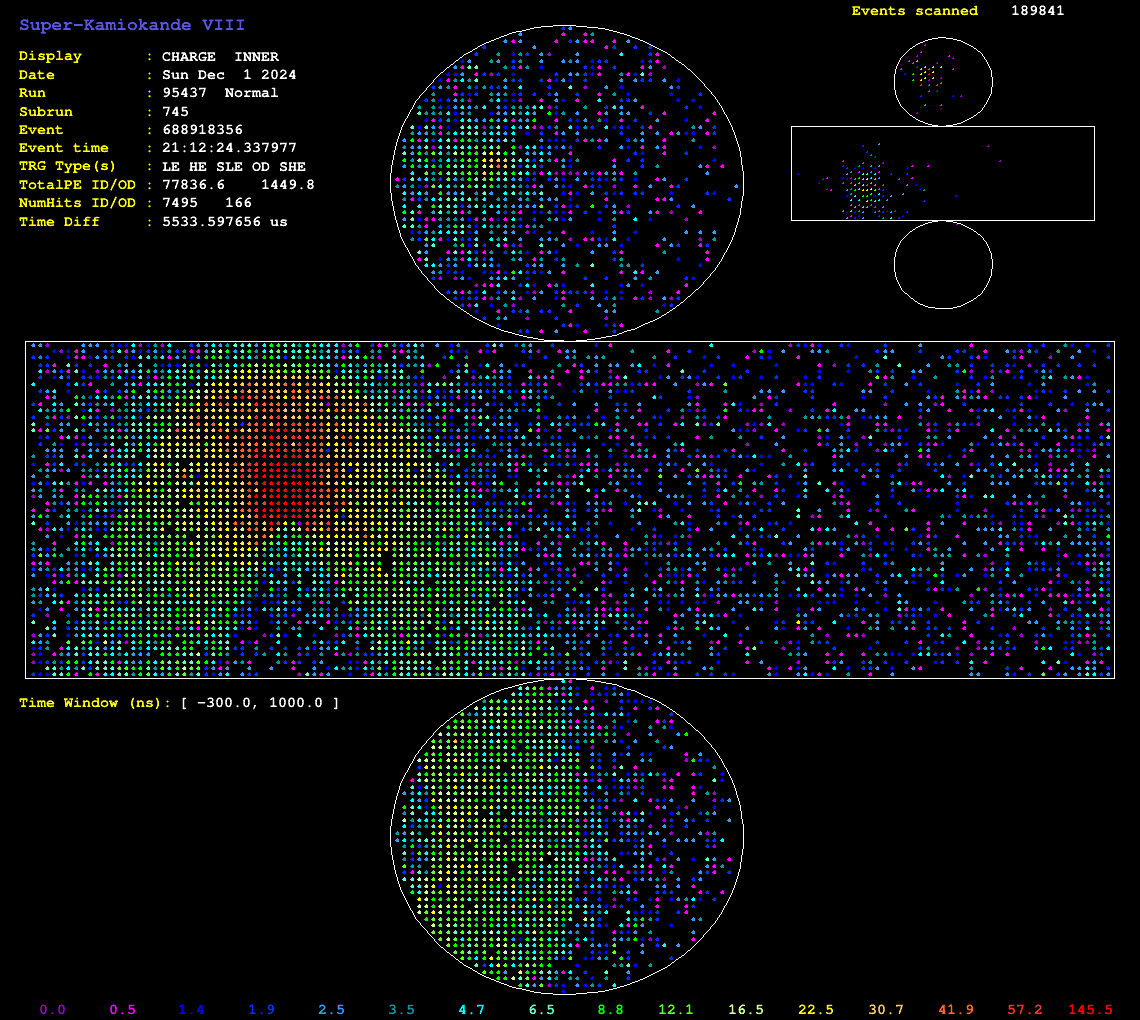 Super-Kamiokande VIII
Events scanned 189841
Display : CHARGE INNER
Date : Sun Dec 1 2024
Run : 95437 Normal
Subrun : 745
Event : 688918356
Event time : 21:12:24.337977
TRG Type(s) : LE HE SLE OD SHE
TotalPE ID/OD : 77836.6 1449.8
NumHits ID/OD : 7495 166
Time Diff : 5533.597656 us
Time Window (ns): [ -300.0, 1000.0 ]
0.0 0.5 1.4 1.9 2.5 3.5 4.7 6.5 8.8 12.1 16.5 22.5 30.7 41.9 57.2 145.5